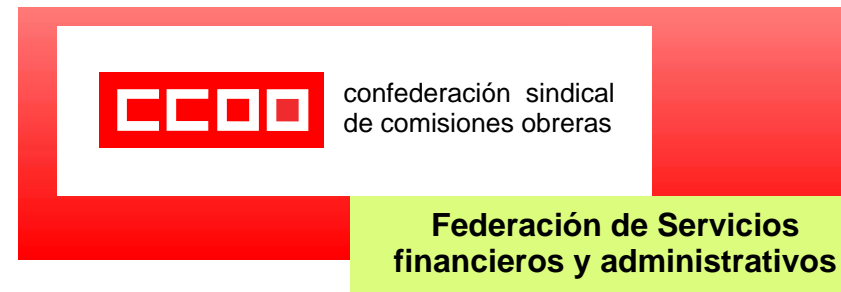 CCOO
confederación sindical
de comisiones obreras
Federación de Servicios
financieros y administrativos